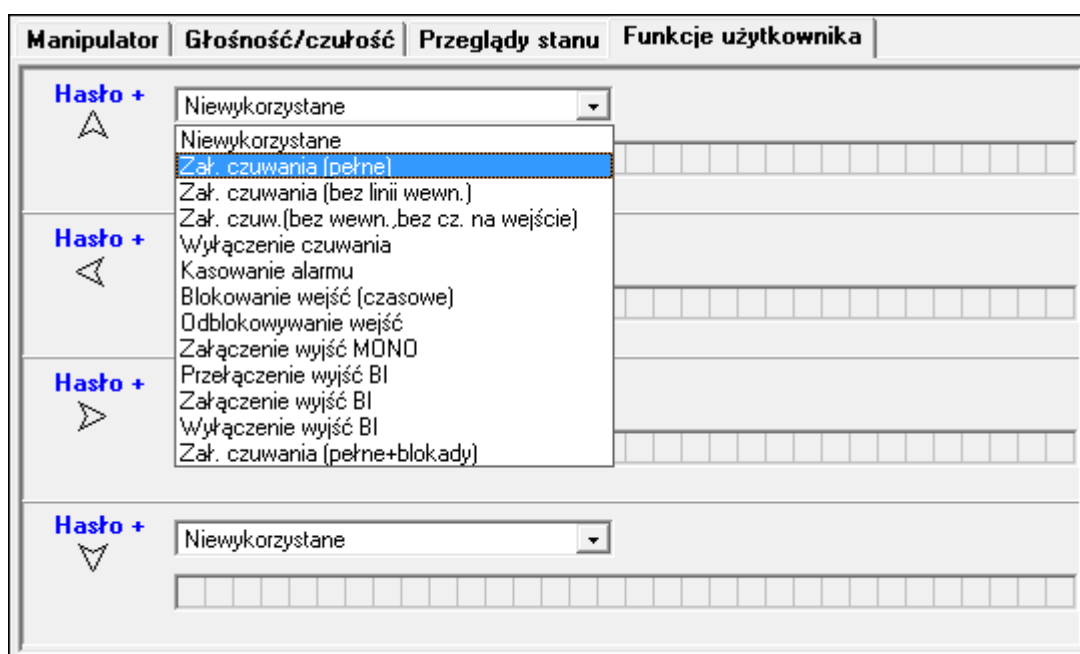 Manipulator Głośność/czułość Przeglądy stanu Funkcje użytkownika
Hasło +
Niewykorzystane
Niewykorzystane
Zał. czuwania (pełne)
Zał. czuwania (bez linii wewn.)
Zał. czuw.(bez wewn.,bez cz. na wejście)
Hasło +
Wyłączenie czuwania
Kasowanie alarmu
Blokowanie wejść (czasowe)
Odblokowywanie wejść
Załączenie wyjść MONO
Przełączenie wyjść BI
Hasło +
Załączenie wyjść BI
Wyłączenie wyjść BI
Zał. czuwania (pełne+blokady)
Hasło +
Niewykorzystane